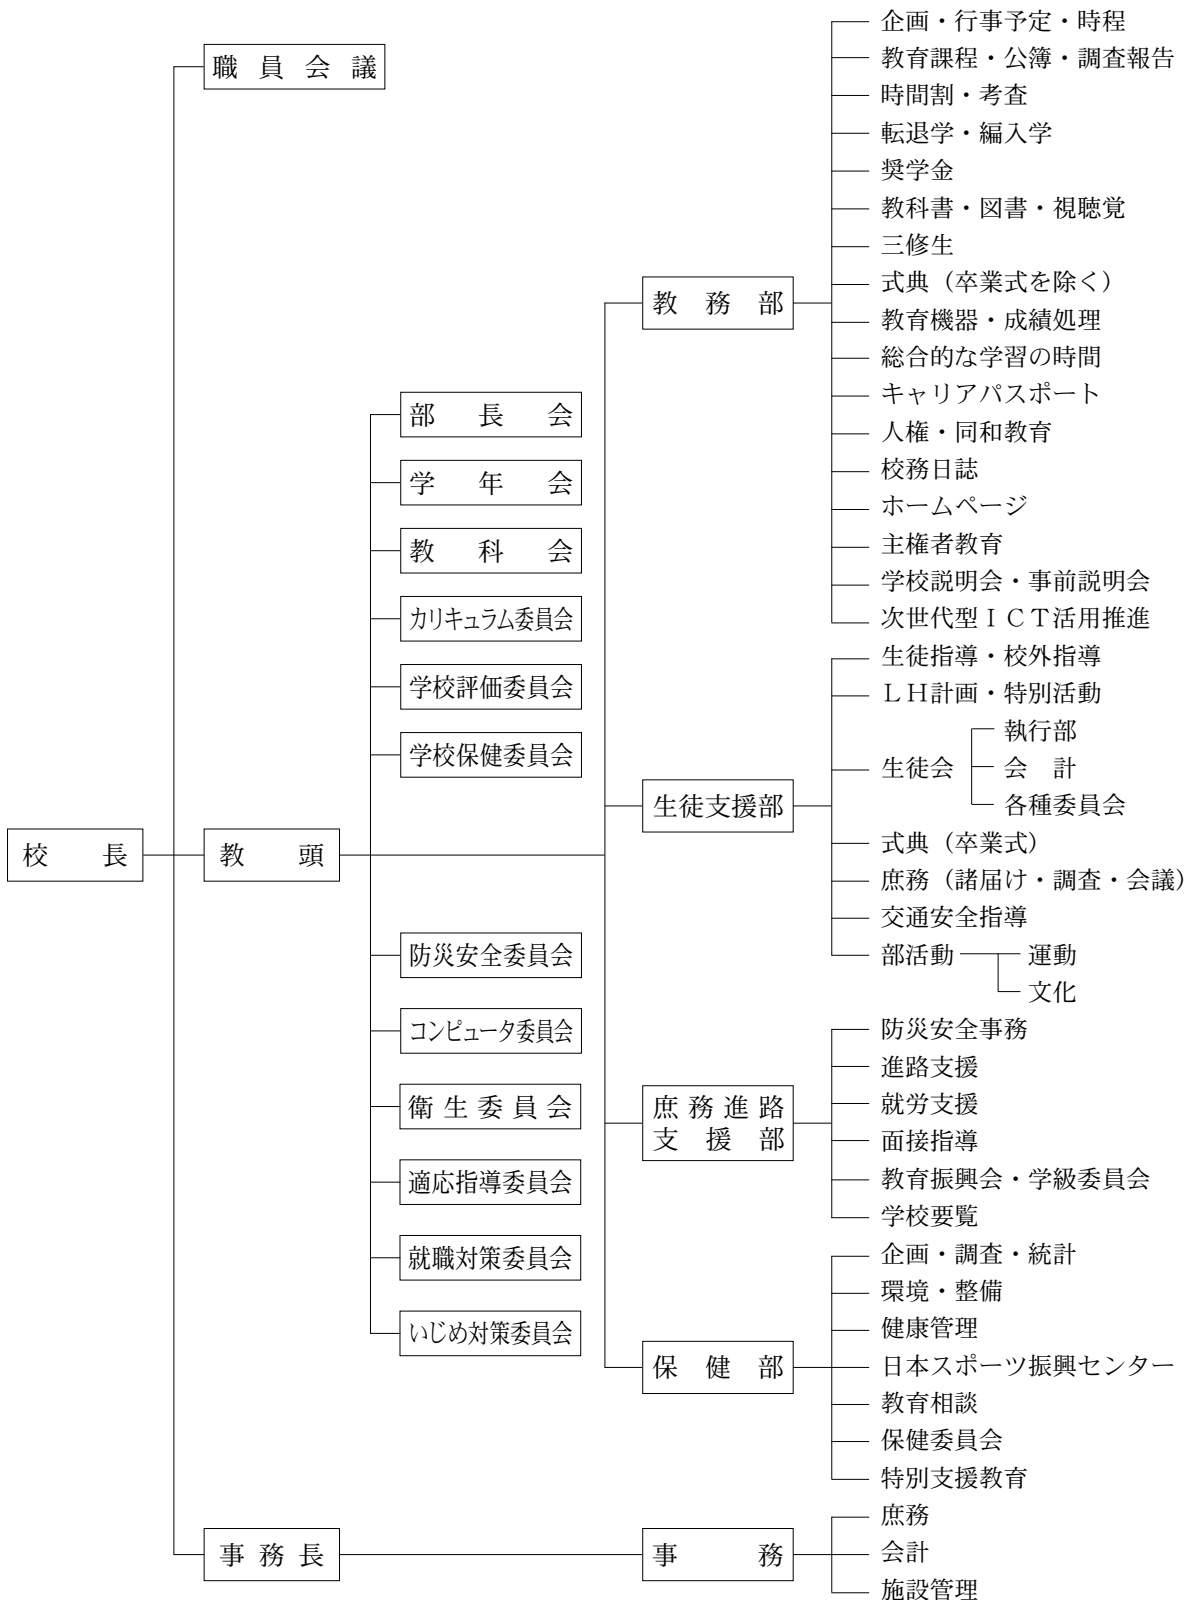 校長
職員会議
教頭
事務長
部長会
学年会
教科会
カリキュラム委員会
学校評価委員会
学校保健委員会
防災安全委員会
コンピュータ委員会
衛生委員会
適応指導委員会
就職対策委員会
いじめ対策委員会
教務部
企画・行事予定・時程
教育課程・公簿・調査報告
時間割・考査
転退学・編入学
奨学金
教科書・図書・視聴覚
三修生
式典（卒業式を除く）
教育機器・成績処理
総合的な学習の時間
キャリアパスポート
人権・同和教育
校務日誌
ホームページ
主権者教育
学校説明会・事前説明会
次世代型ＩＣＴ活用推進
生徒支援部
生徒指導・校外指導
ＬＨ計画・特別活動
生徒会
執行部
会　計
各種委員会
式典（卒業式）
庶務（諸届け・調査・会議）
交通安全指導
部活動
運動
文化
庶務進路
支援部
防災安全事務
進路支援
就労支援
面接指導
教育振興会・学級委員会
学校要覧
保健部
企画・調査・統計
環境・整備
健康管理
日本スポーツ振興センター
教育相談
保健委員会
特別支援教育
事務
庶務
会計
施設管理